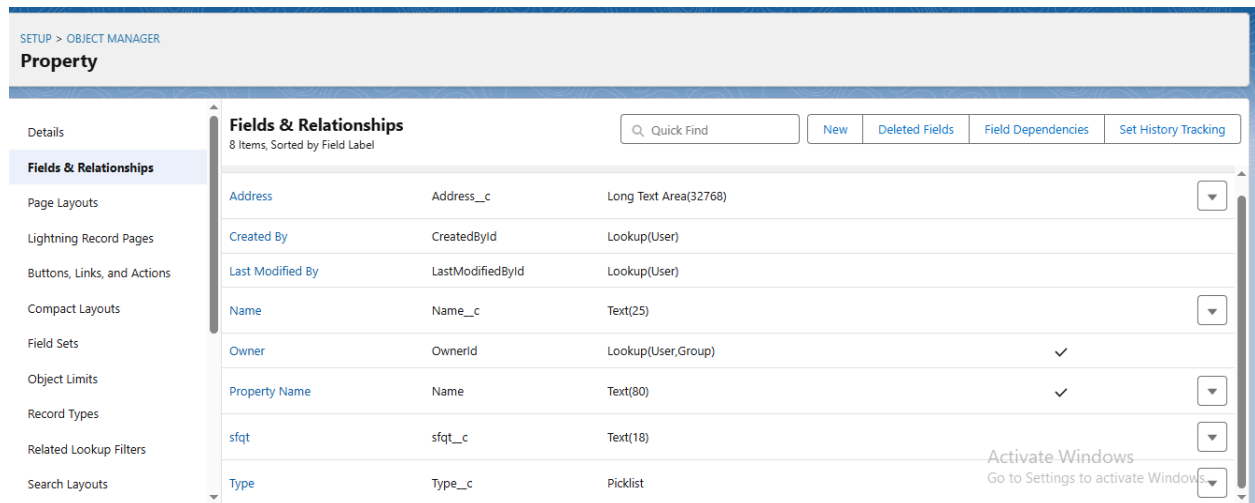 SETUP > OBJECT MANAGER
Property
Details
Fields & Relationships
Page Layouts
Lightning Record Pages
Buttons, Links, and Actions
Compact Layouts
Field Sets
Object Limits
Record Types
Related Lookup Filters
Search Layouts
Fields & Relationships
8 Items, Sorted by Field Label
Quick Find
New
Deleted Fields
Field Dependencies
Set History Tracking
Address Address__c Long Text Area(32768)
Created By CreatedById Lookup(User)
Last Modified By LastModifiedById Lookup(User)
Name Name__c Text(25)
Owner OwnerId Lookup(User,Group)
Property Name Name Text(80)
sfqt sfqt__c Text(18)
Type Type__c Picklist
Activate Windows
Go to Settings to activate Windows.